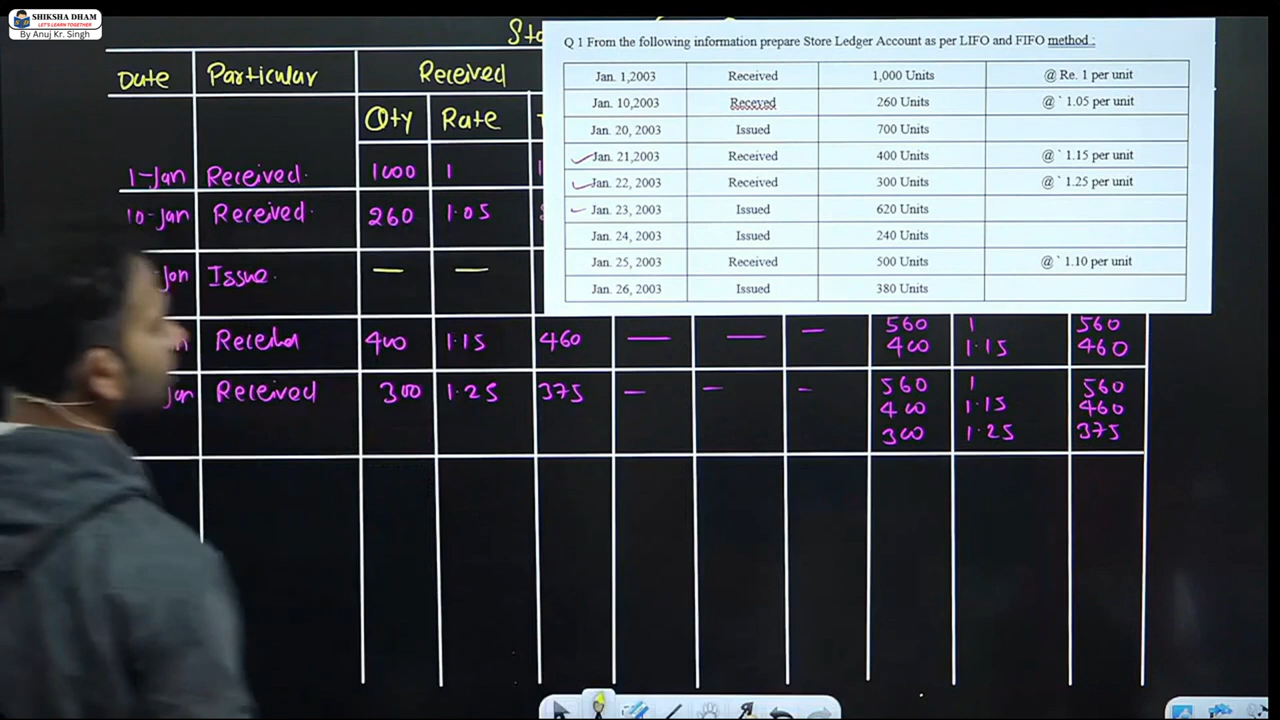 SHIKSHA DHAM
LET'S LEARN TOGETHER
By Anuj Kr. Singh
Q 1 From the following information prepare Store Ledger Account as per LIFO and FIFO method :
Jan. 1,2003 Received 1,000 Units @ Re. 1 per unit
Jan. 10,2003 Receved 260 Units @ ` 1.05 per unit
Jan. 20, 2003 Issued 700 Units
Jan. 21,2003 Received 400 Units @ ` 1.15 per unit
Jan. 22, 2003 Received 300 Units @ ` 1.25 per unit
Jan. 23, 2003 Issued 620 Units
Jan. 24, 2003 Issued 240 Units
Jan. 25, 2003 Received 500 Units @ ` 1.10 per unit
Jan. 26, 2003 Issued 380 Units
Date Particular Received
Qty Rate
1-Jan Received. 1000 1
10-Jan Received. 260 1.05
Jan Issue. — —
560 1 560
400 1.15 460 — — — 400 1.15 460
Jan Received 300 1.25 375 — — — 560 1 560
400 1.15 460
300 1.25 375